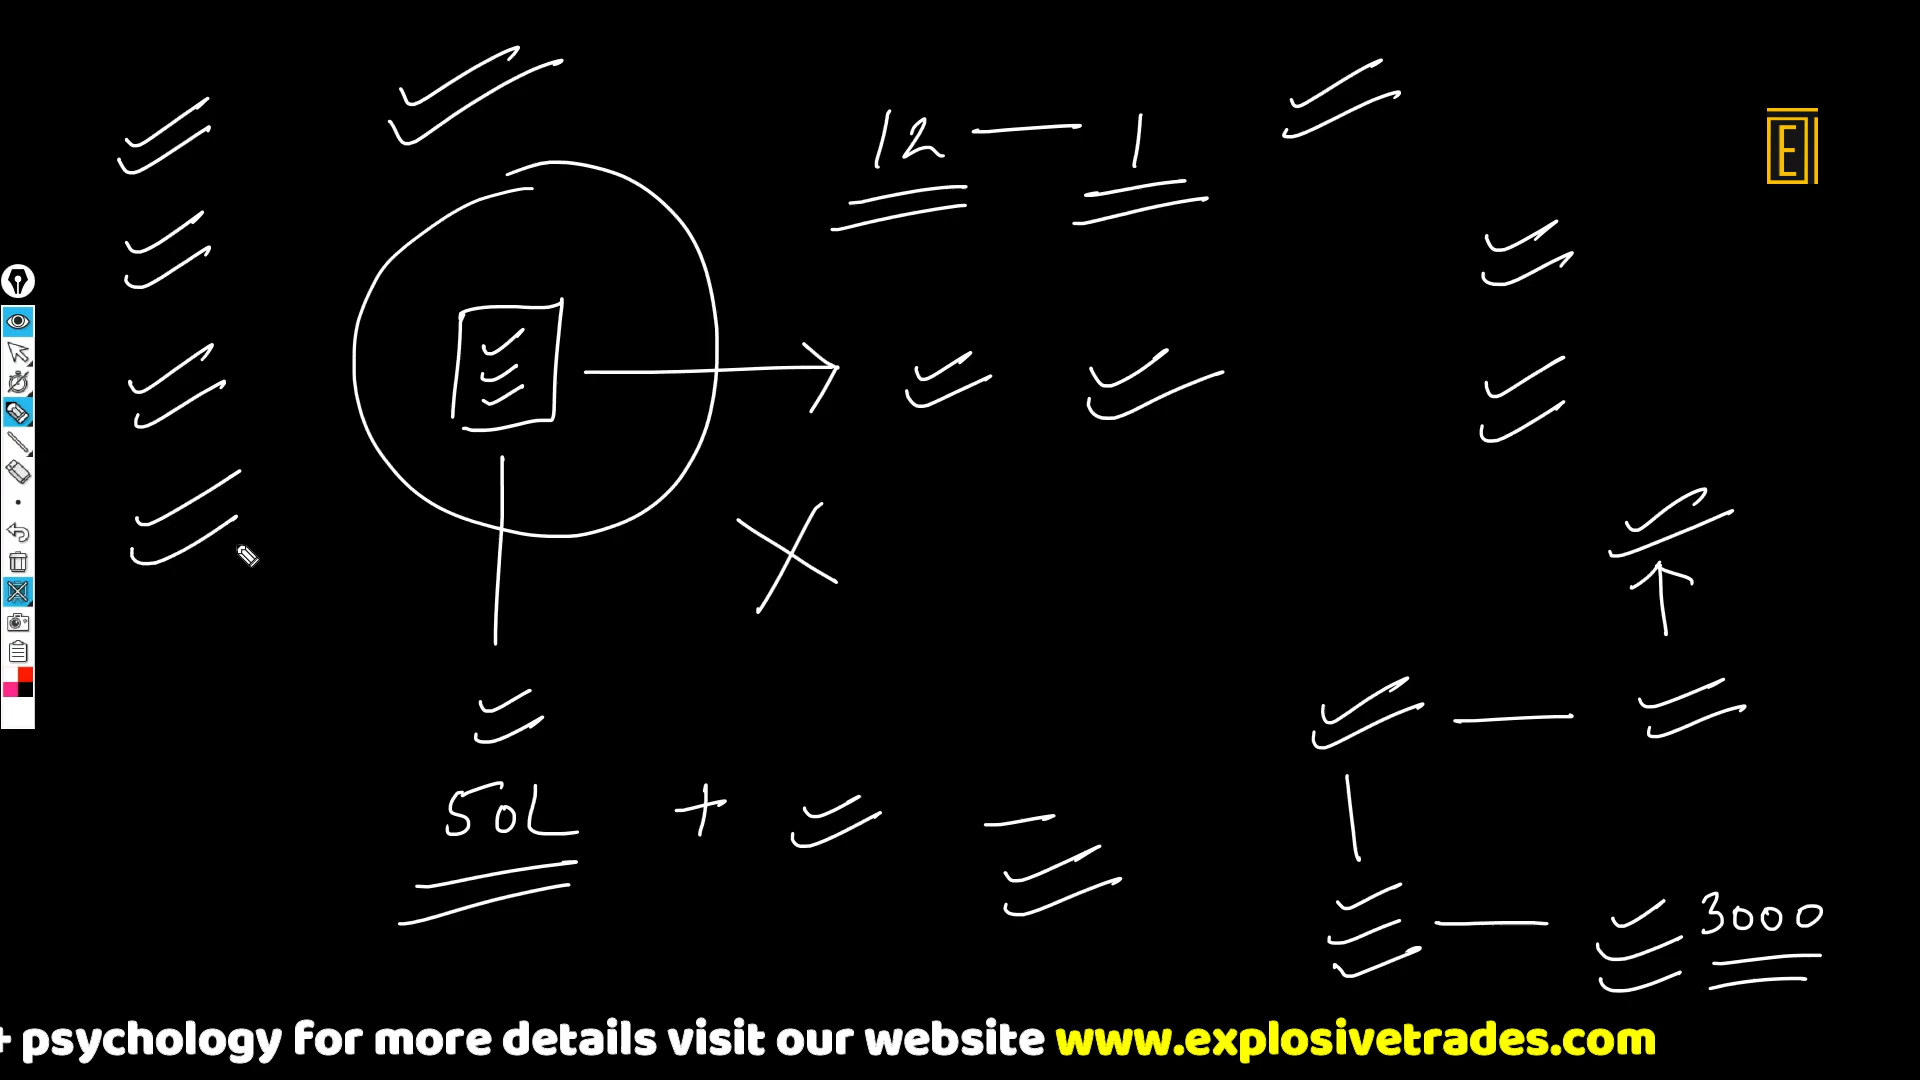 12 — 1
E
50L +
3000
+ psychology for more details visit our website www.explosivetrades.com